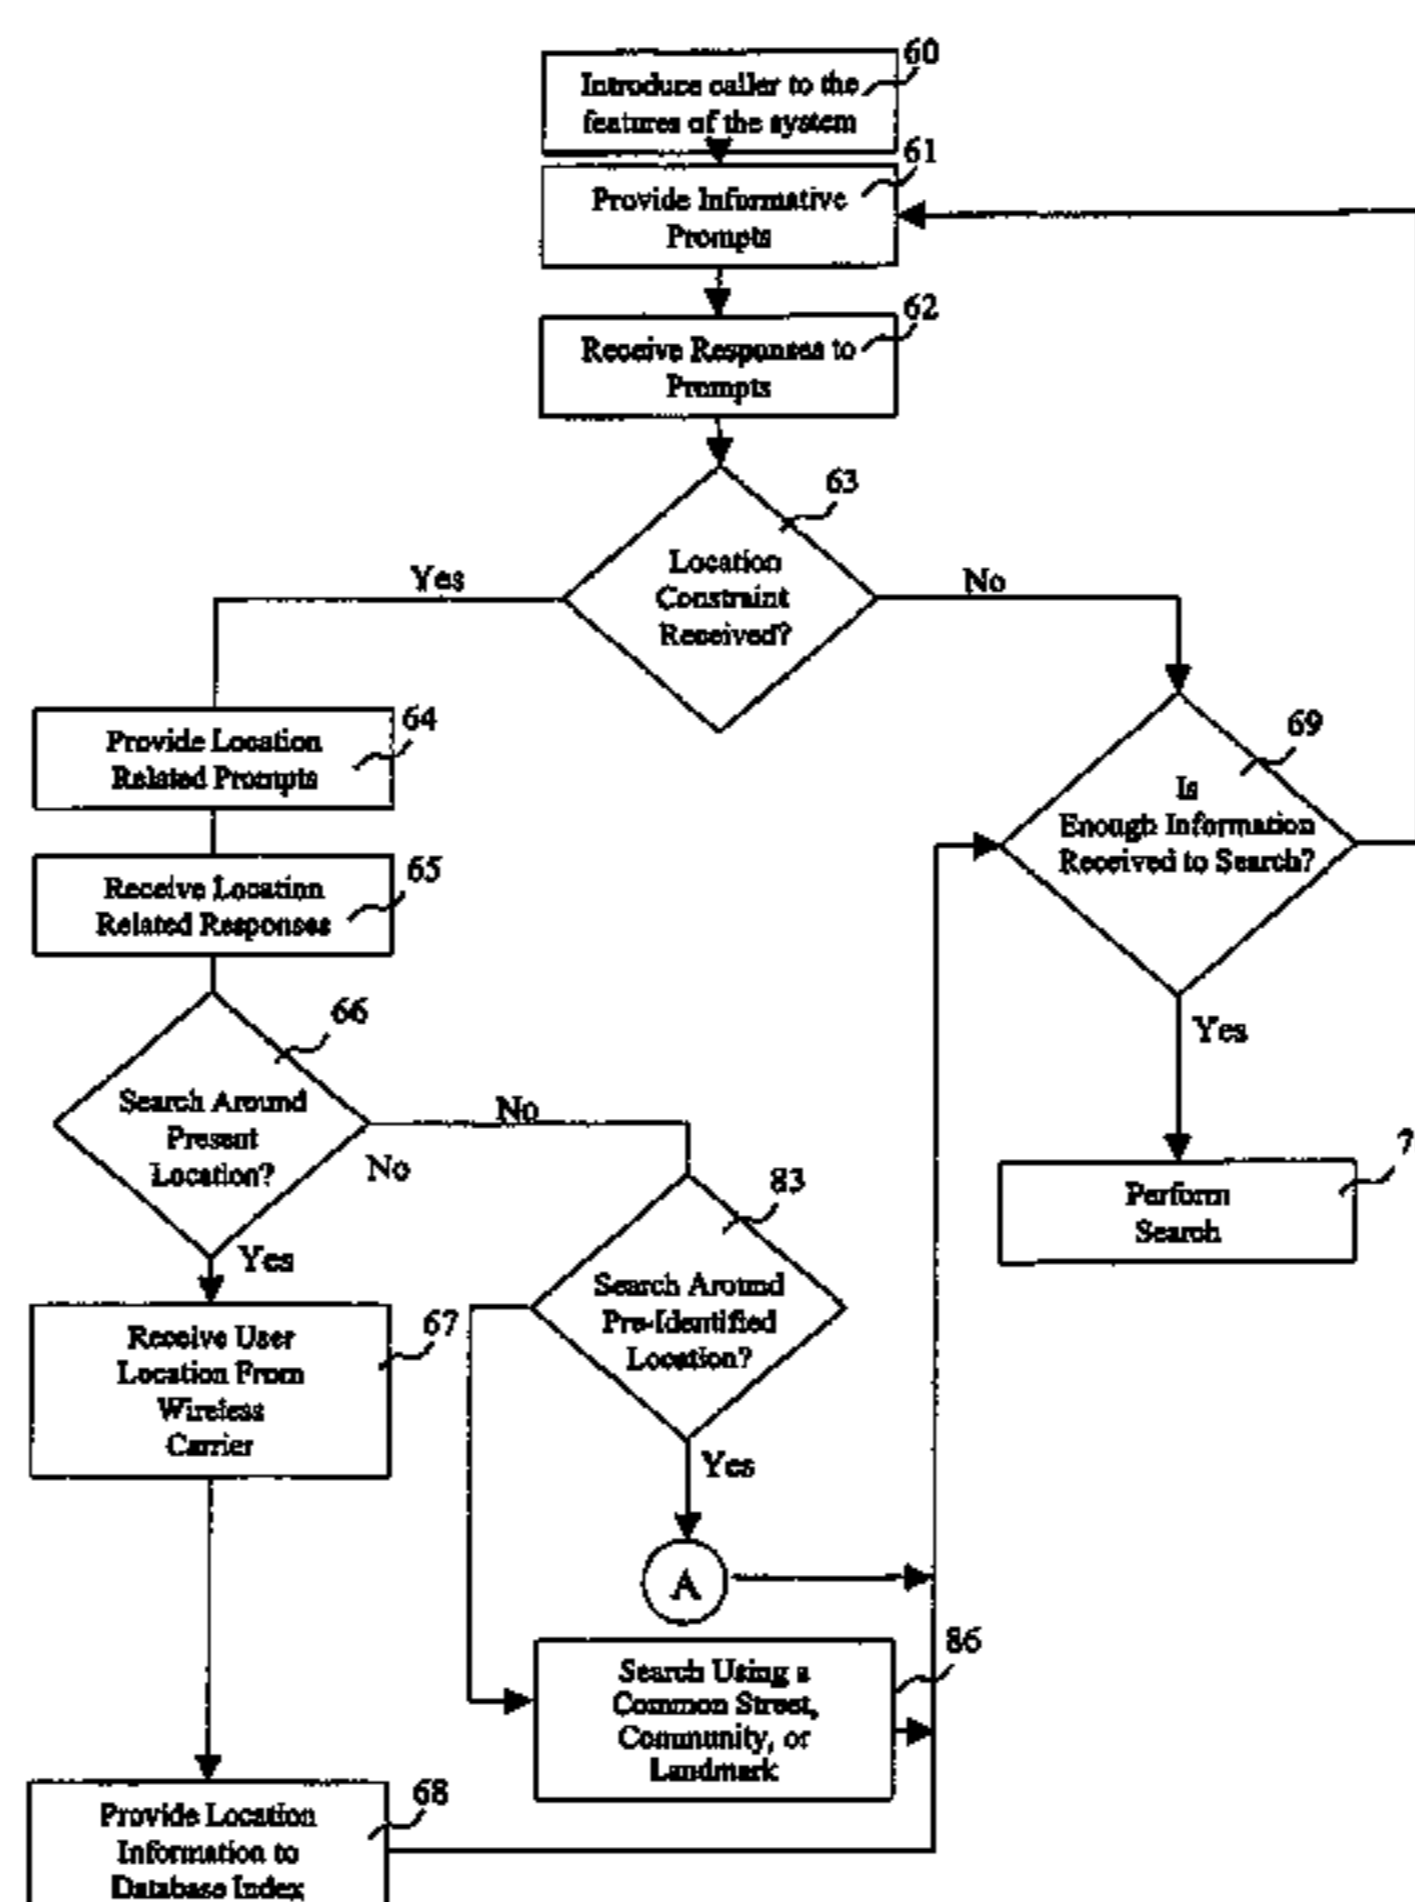 60
Introduce caller to the
features of the system
61
Provide Informative
Prompts
62
Receive Responses to
Prompts
63
Location
Constraint
Received?
Yes
No
64
Provide Location
Related Prompts
69
Is
Enough Information
Received to Search?
65
Receive Location
Related Responses
Yes
66
Search Around
Present
Location?
No
No
7
Perform
Search
83
Search Around
Pre-Identified
Location?
Yes
67
Receive User
Location From
Wireless
Carrier
Yes
A
86
Search Using a
Common Street,
Community, or
Landmark
68
Provide Location
Information to
Database Index